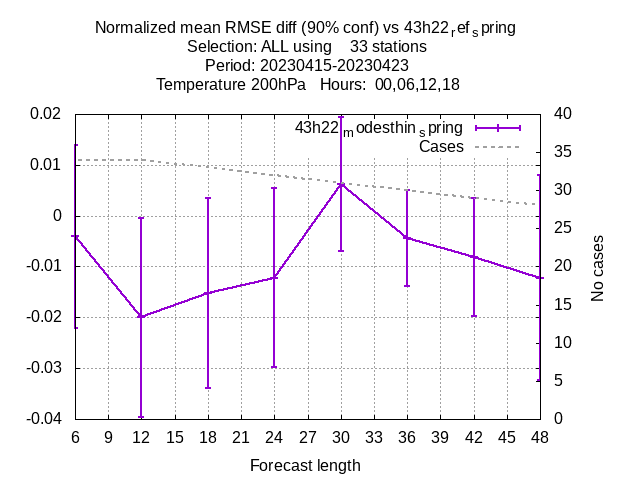 Normalized mean RMSE diff (90% conf) vs 43h22refspring
Selection: ALL using 33 stations
Period: 20230415-20230423
Temperature 200hPa Hours: 00,06,12,18
43h22modesthinspring
Cases
0.02
0.01
0
-0.01
-0.02
-0.03
-0.04
40
35
30
25
20
15
10
5
0
No cases
6 9 12 15 18 21 24 27 30 33 36 39 42 45 48
Forecast length